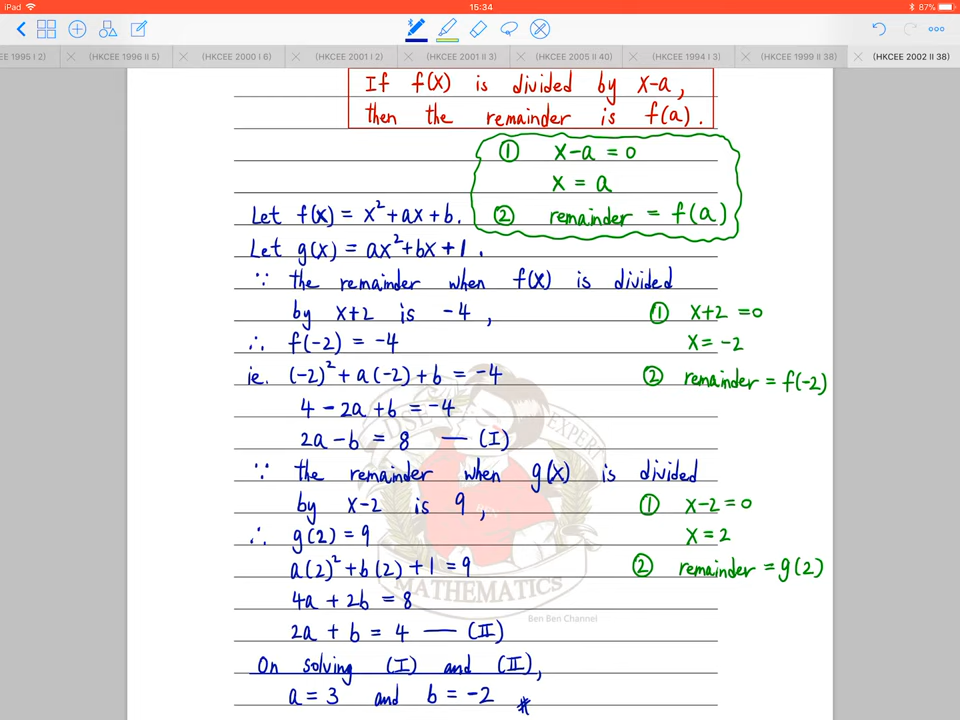 iPad 15:34 87%
CE 1995 I 2) (HKCEE 1996 II 5) (HKCEE 2000 I 6) (HKCEE 2001 I 2) (HKCEE 2001 II 3) (HKCEE 2005 II 40) (HKCEE 1994 I 3) (HKCEE 1999 II 38) (HKCEE 2002 II 38)
If f(x) is divided by x-a,
then the remainder is f(a).
① x-a = 0
x = a
② remainder = f(a)
Let f(x) = x²+ax+b.
Let g(x) = ax²+bx+1.
∵ the remainder when f(x) is divided
by x+2 is -4,
① x+2 = 0
∴ f(-2) = -4
x = -2
ie. (-2)² + a(-2) + b = -4
② remainder = f(-2)
4 - 2a + b = -4
2a - b = 8 — (I)
∵ the remainder when g(x) is divided
by x-2 is 9,
① x-2 = 0
∴ g(2) = 9
x = 2
a(2)² + b(2) + 1 = 9
② remainder = g(2)
4a + 2b = 8
2a + b = 4 — (II)
On solving (I) and (II),
a = 3 and b = -2 #
DSE EXPERT
MATHEMATICS
Ben Ben Channel